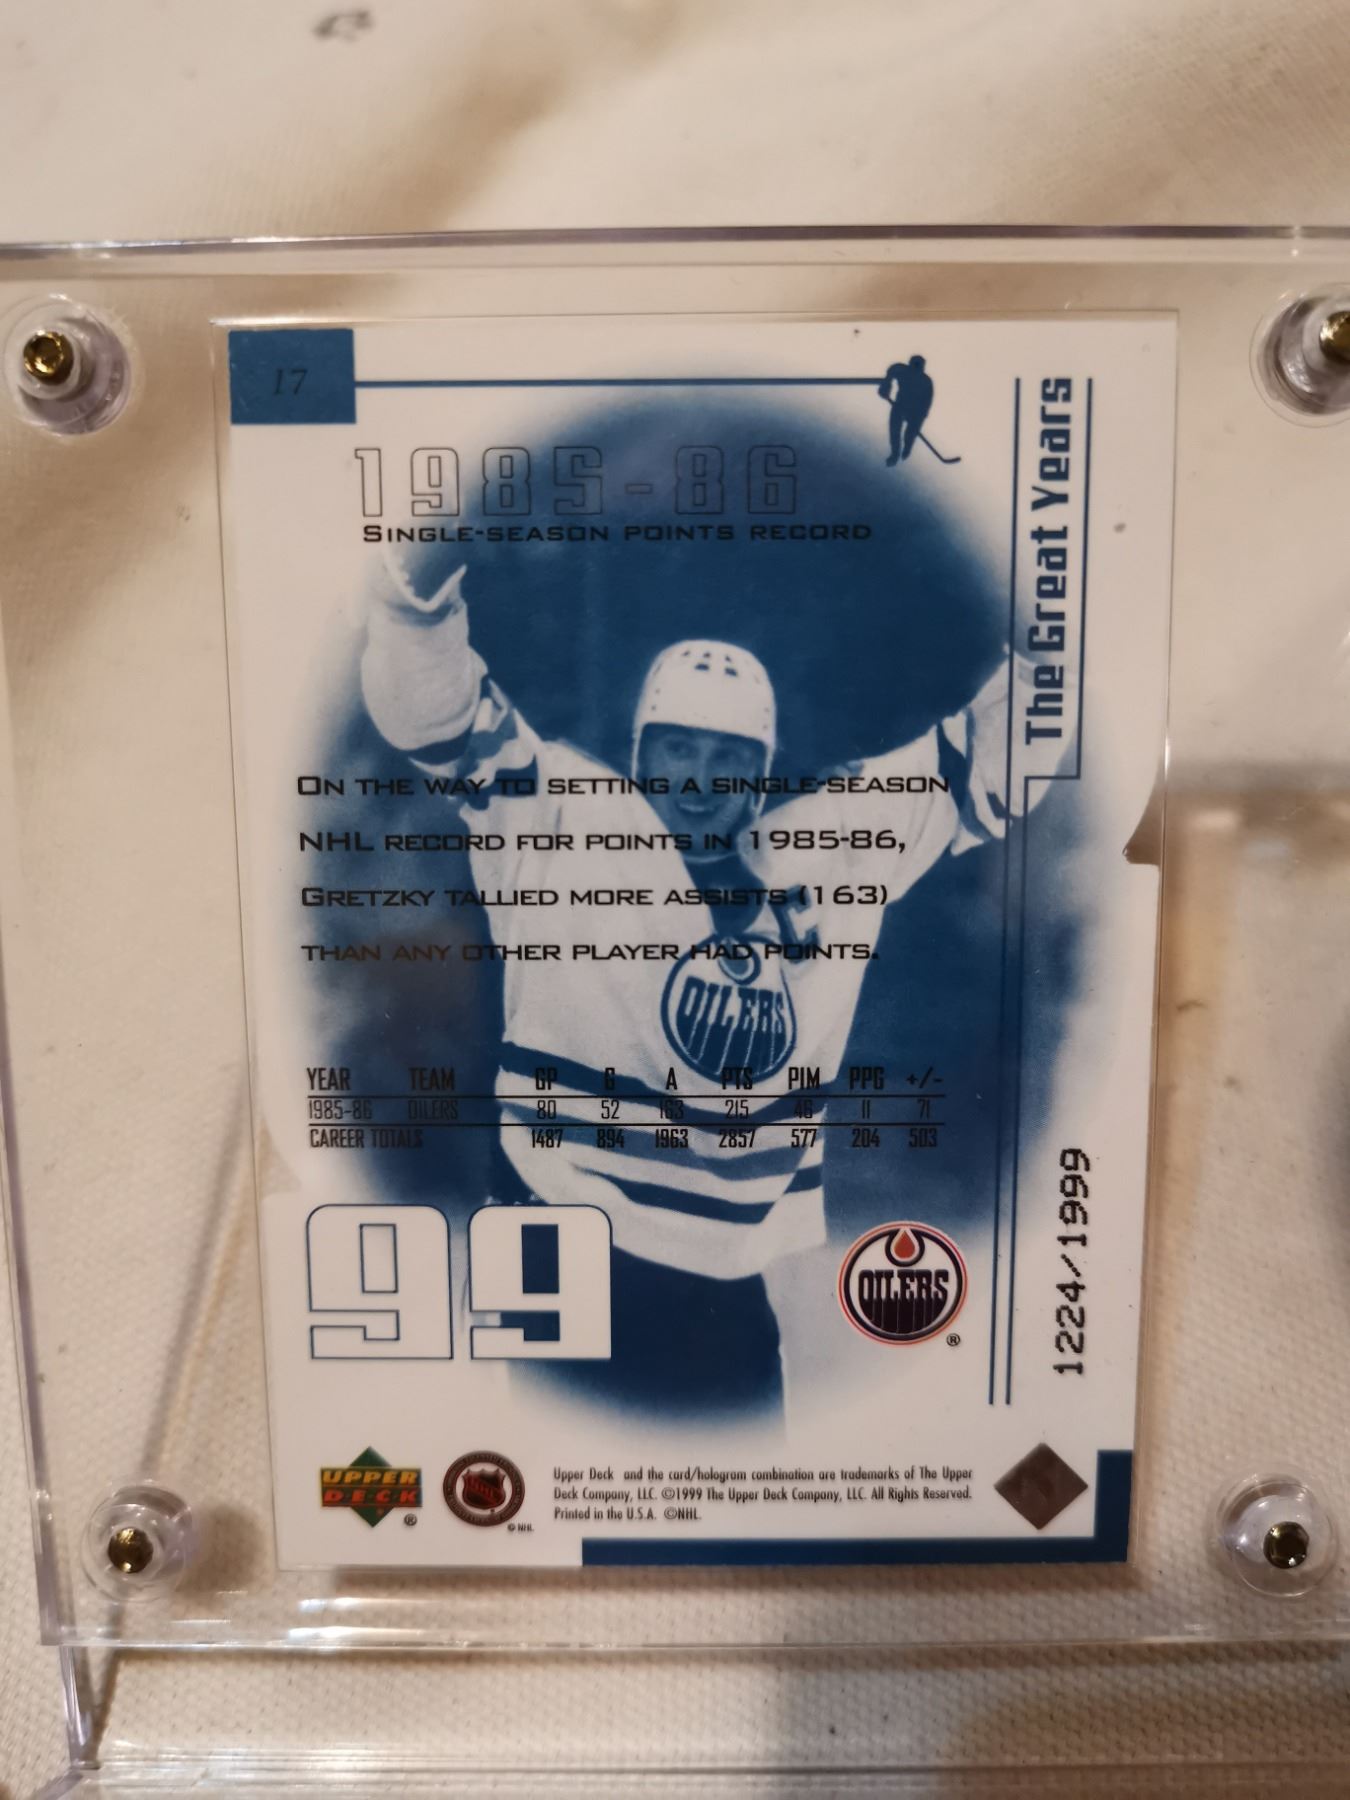 17
1985-86
SINGLE-SEASON POINTS RECORD
The Great Years
ON THE WAY TO SETTING A SINGLE-SEASON
NHL RECORD FOR POINTS IN 1985-86,
GRETZKY TALLIED MORE ASSISTS (163)
THAN ANY OTHER PLAYER HAD POINTS.
C
OILERS
YEAR TEAM GP G A PTS PIM PPG +/-
1985-86 OILERS 80 52 163 215 46 11 71
CAREER TOTALS 1487 894 1963 2857 577 204 503
99
OILERS
®
1224/1999
UPPER
DECK
®
NHL
© NHL
Upper Deck and the card/hologram combination are trademarks of The Upper
Deck Company, LLC. ©1999 The Upper Deck Company, LLC. All Rights Reserved.
Printed in the U.S.A. ©NHL.